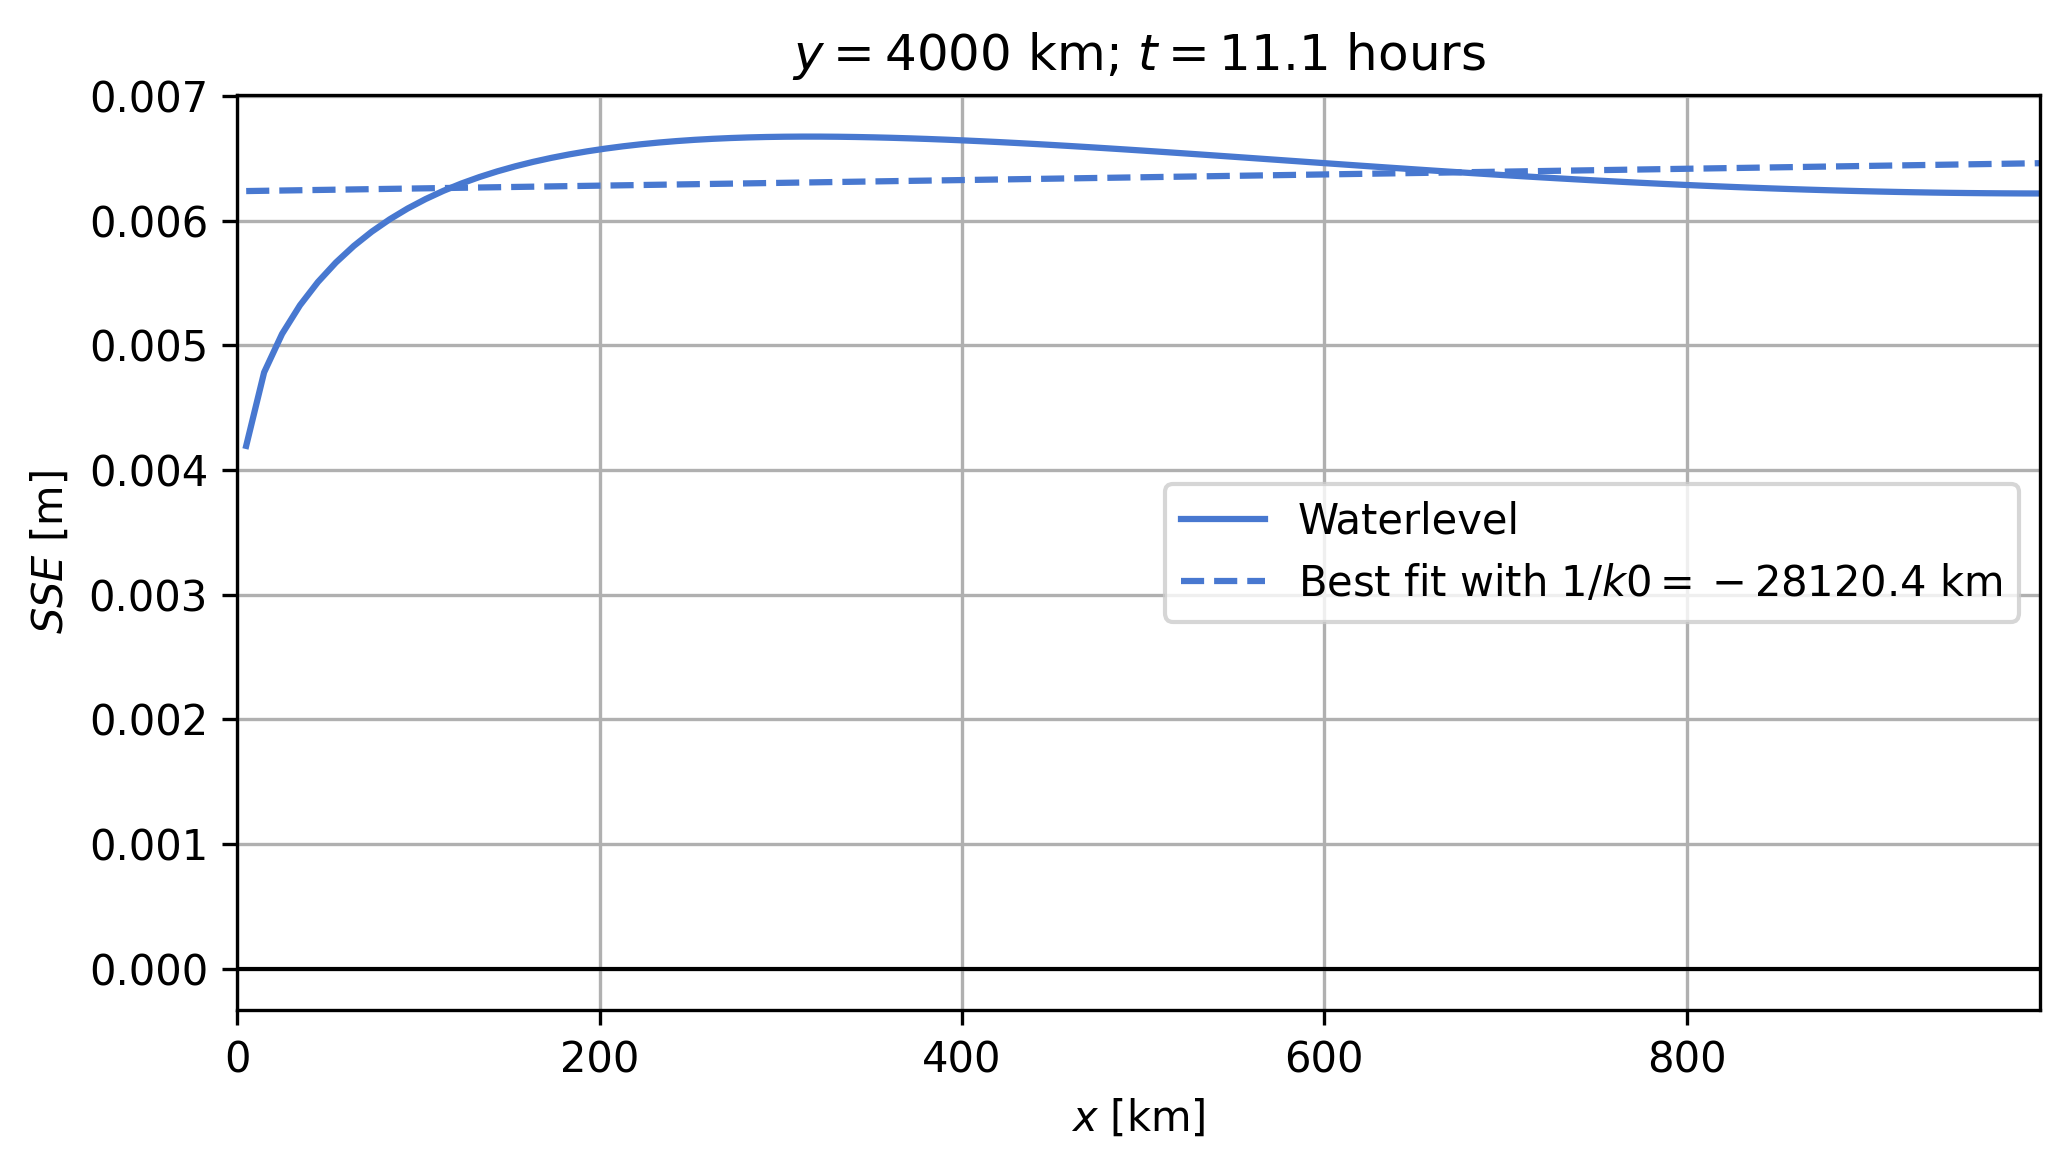 y = 4000 km; t = 11.1 hours
0.007
0.006
0.005
0.004
0.003
0.002
0.001
0.000
SSE [m]
Waterlevel
Best fit with 1/k0 = −28120.4 km
0 200 400 600 800
x [km]